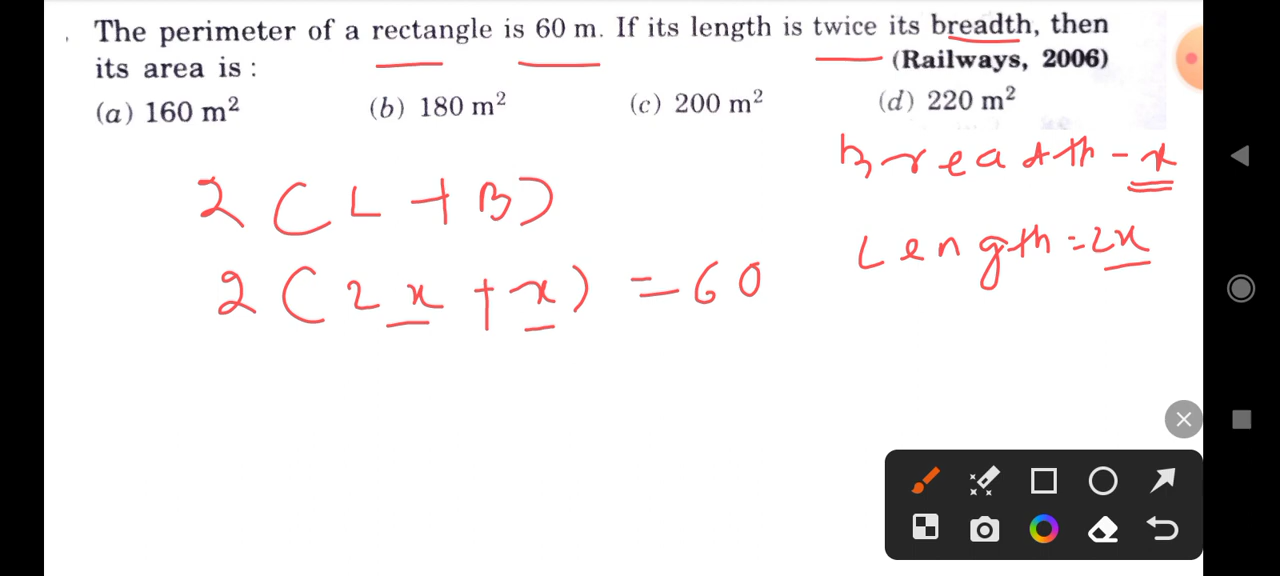 The perimeter of a rectangle is 60 m. If its length is twice its breadth, then
its area is : (Railways, 2006)
(a) 160 m² (b) 180 m² (c) 200 m² (d) 220 m²
Breadth - x
2 (L + B)
Length = 2x
2 ( 2x + x ) = 60